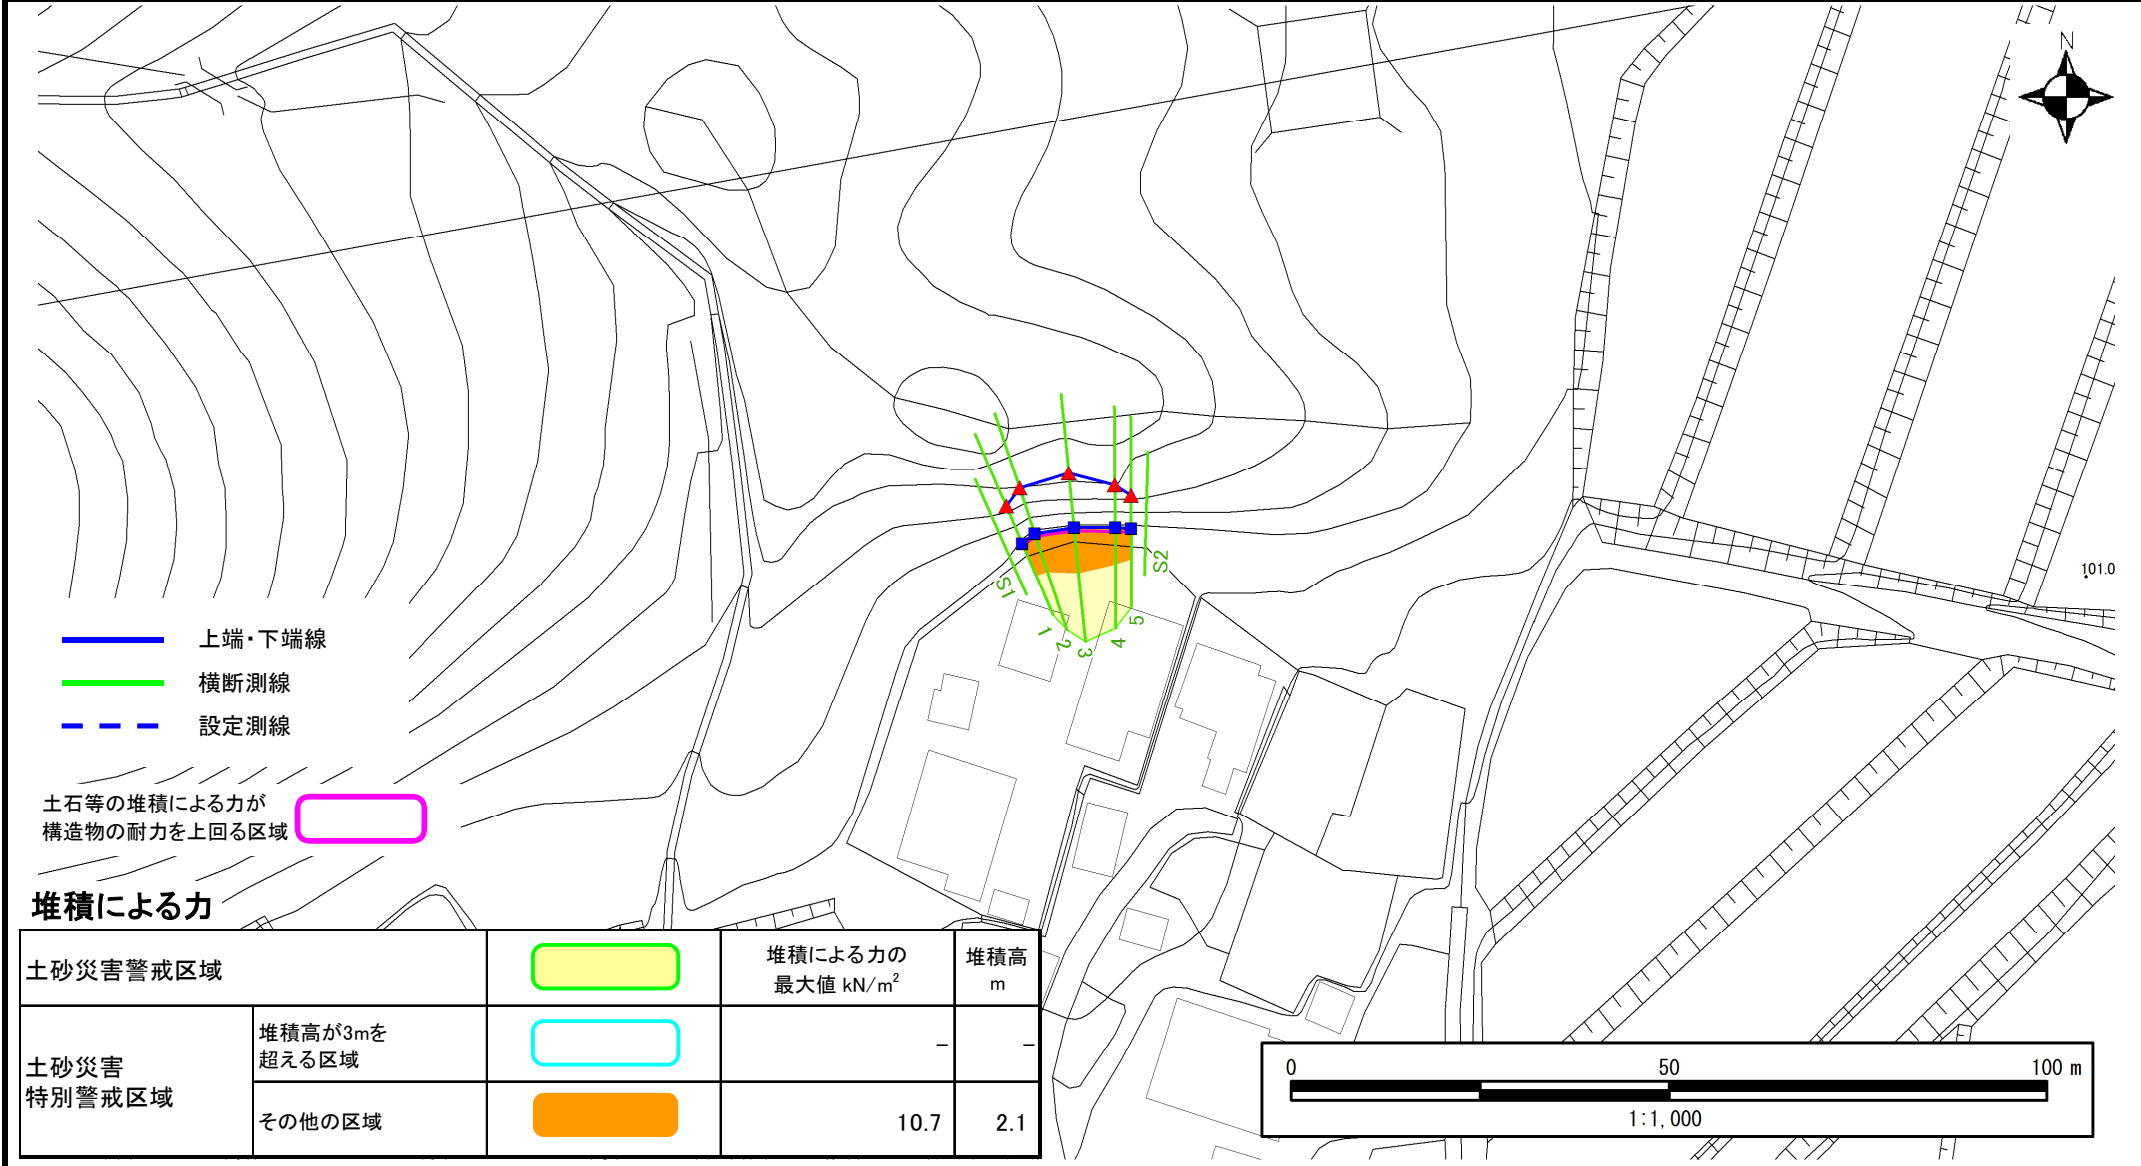 N
101.0
S1
S2
1
2
3
4
5
上端・下端線
横断測線
設定測線
土石等の堆積による力が
構造物の耐力を上回る区域
堆積による力
土砂災害警戒区域
堆積による力の
最大値 kN/m²
堆積高
m
土砂災害
特別警戒区域
堆積高が3mを
超える区域
－
－
その他の区域
10.7
2.1
0
50
100 m
1:1,000